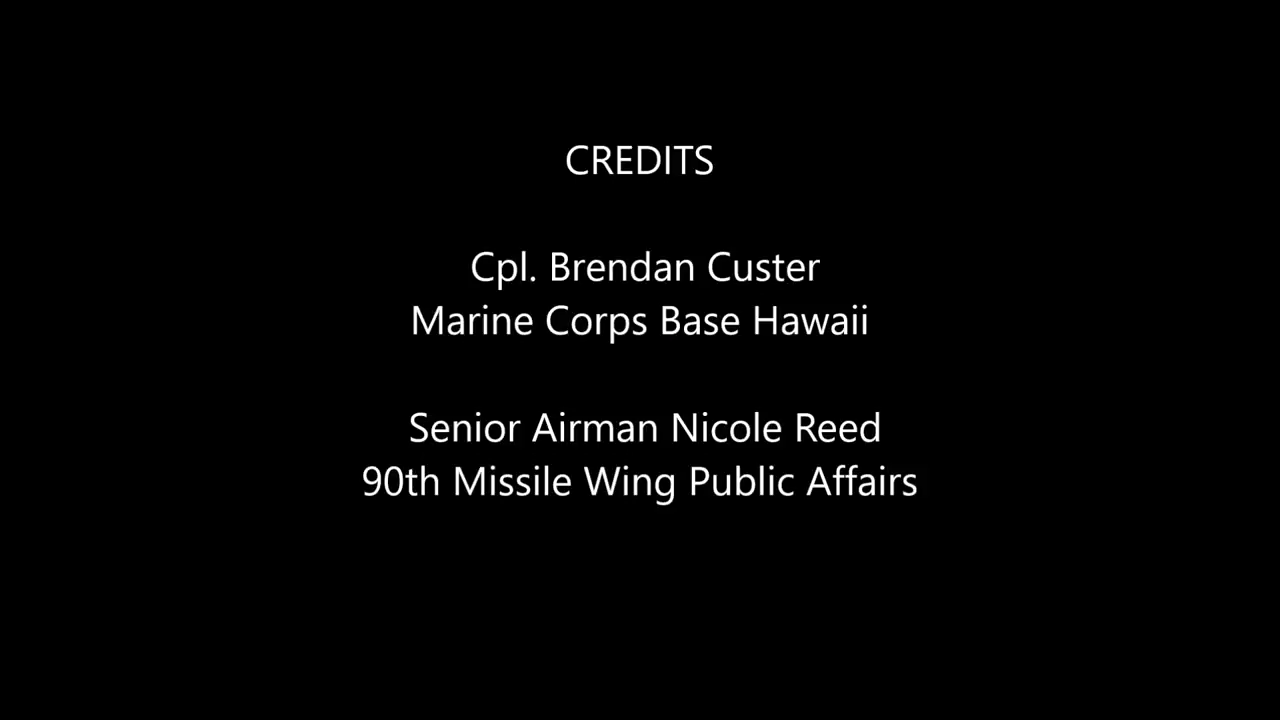 CREDITS
Cpl. Brendan Custer
Marine Corps Base Hawaii
Senior Airman Nicole Reed
90th Missile Wing Public Affairs